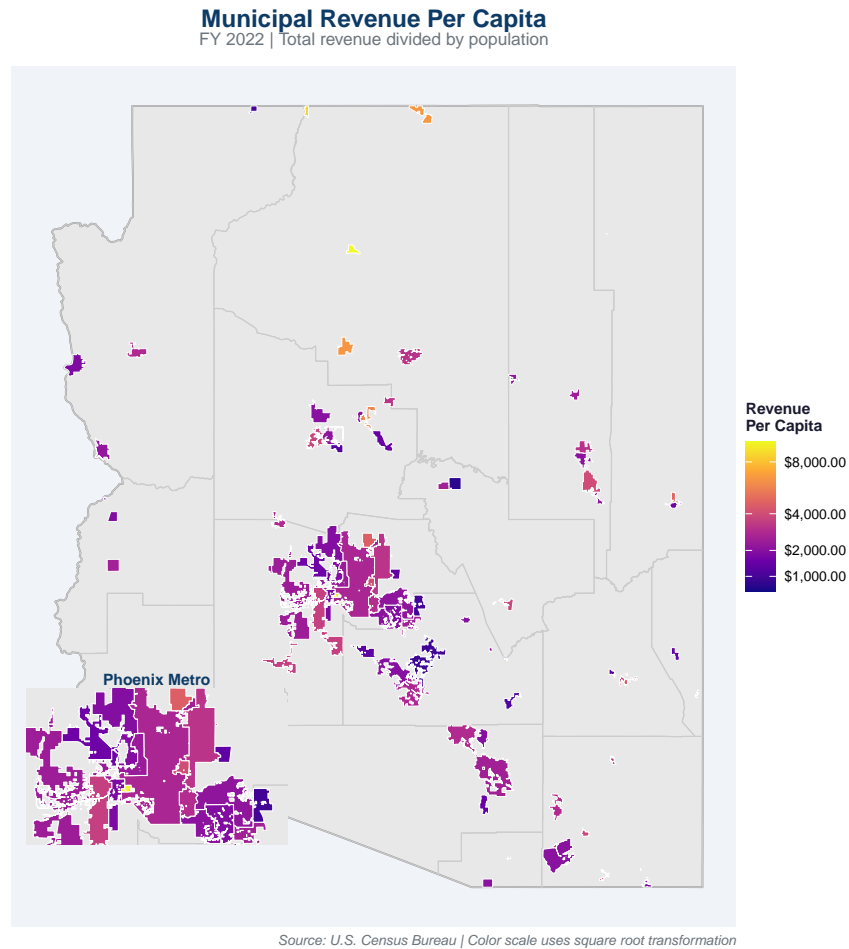 Municipal Revenue Per Capita
FY 2022 | Total revenue divided by population
Revenue
Per Capita
$8,000.00
$4,000.00
$2,000.00
$1,000.00
Phoenix Metro
Source: U.S. Census Bureau | Color scale uses square root transformation